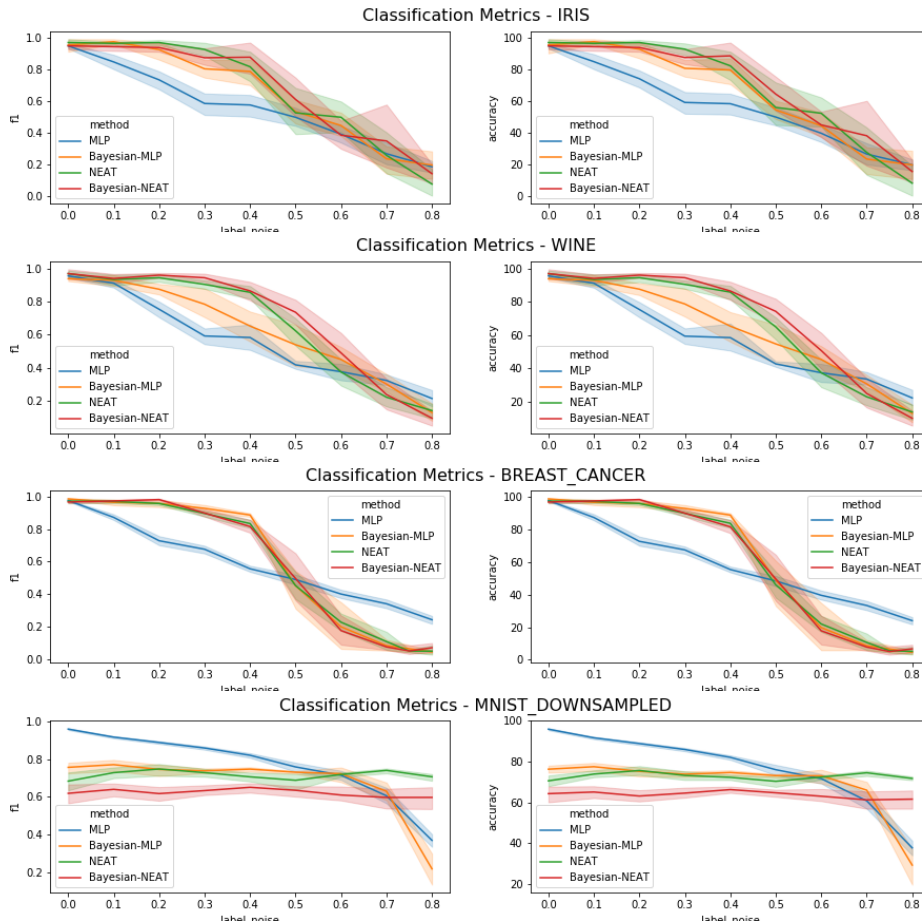 Classification Metrics - IRIS
1.0
0.8
0.6
0.4
0.2
0.0
f1
method
MLP
Bayesian-MLP
NEAT
Bayesian-NEAT
0.0 0.1 0.2 0.3 0.4 0.5 0.6 0.7 0.8
label_noise
100
80
60
40
20
0
accuracy
method
MLP
Bayesian-MLP
NEAT
Bayesian-NEAT
0.0 0.1 0.2 0.3 0.4 0.5 0.6 0.7 0.8
label_noise
Classification Metrics - WINE
1.0
0.8
0.6
0.4
0.2
f1
method
MLP
Bayesian-MLP
NEAT
Bayesian-NEAT
0.0 0.1 0.2 0.3 0.4 0.5 0.6 0.7 0.8
label_noise
100
80
60
40
20
accuracy
method
MLP
Bayesian-MLP
NEAT
Bayesian-NEAT
0.0 0.1 0.2 0.3 0.4 0.5 0.6 0.7 0.8
label_noise
Classification Metrics - BREAST_CANCER
1.0
0.8
0.6
0.4
0.2
0.0
f1
method
MLP
Bayesian-MLP
NEAT
Bayesian-NEAT
0.0 0.1 0.2 0.3 0.4 0.5 0.6 0.7 0.8
label_noise
100
80
60
40
20
0
accuracy
method
MLP
Bayesian-MLP
NEAT
Bayesian-NEAT
0.0 0.1 0.2 0.3 0.4 0.5 0.6 0.7 0.8
label_noise
Classification Metrics - MNIST_DOWNSAMPLED
1.0
0.8
0.6
0.4
0.2
f1
method
MLP
Bayesian-MLP
NEAT
Bayesian-NEAT
0.0 0.1 0.2 0.3 0.4 0.5 0.6 0.7 0.8
label_noise
100
80
60
40
20
accuracy
method
MLP
Bayesian-MLP
NEAT
Bayesian-NEAT
0.0 0.1 0.2 0.3 0.4 0.5 0.6 0.7 0.8
label_noise